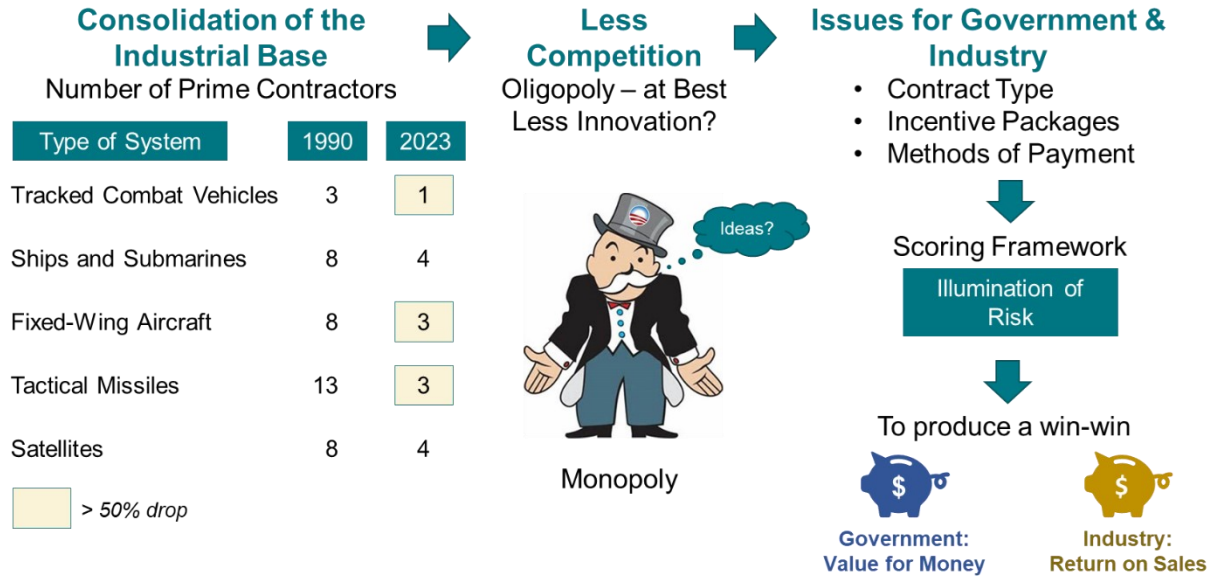 Consolidation of the
Industrial Base
Number of Prime Contractors
Type of System 1990 2023
Tracked Combat Vehicles 3 1
Ships and Submarines 8 4
Fixed-Wing Aircraft 8 3
Tactical Missiles 13 3
Satellites 8 4
> 50% drop
Less
Competition
Oligopoly – at Best
Less Innovation?
Ideas?
Monopoly
Issues for Government &
Industry
• Contract Type
• Incentive Packages
• Methods of Payment
Scoring Framework
Illumination of
Risk
To produce a win-win
$
Government:
Value for Money
$
Industry:
Return on Sales